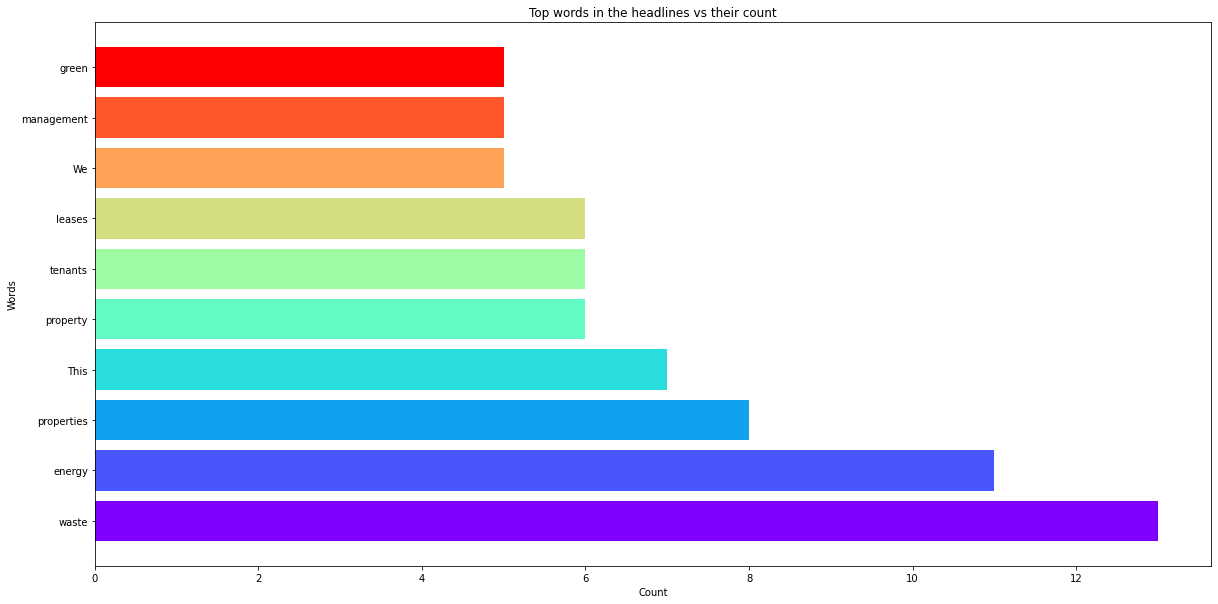 Top words in the headlines vs their count
green
management
We
leases
tenants
property
This
properties
energy
waste
Words
0 2 4 6 8 10 12
Count